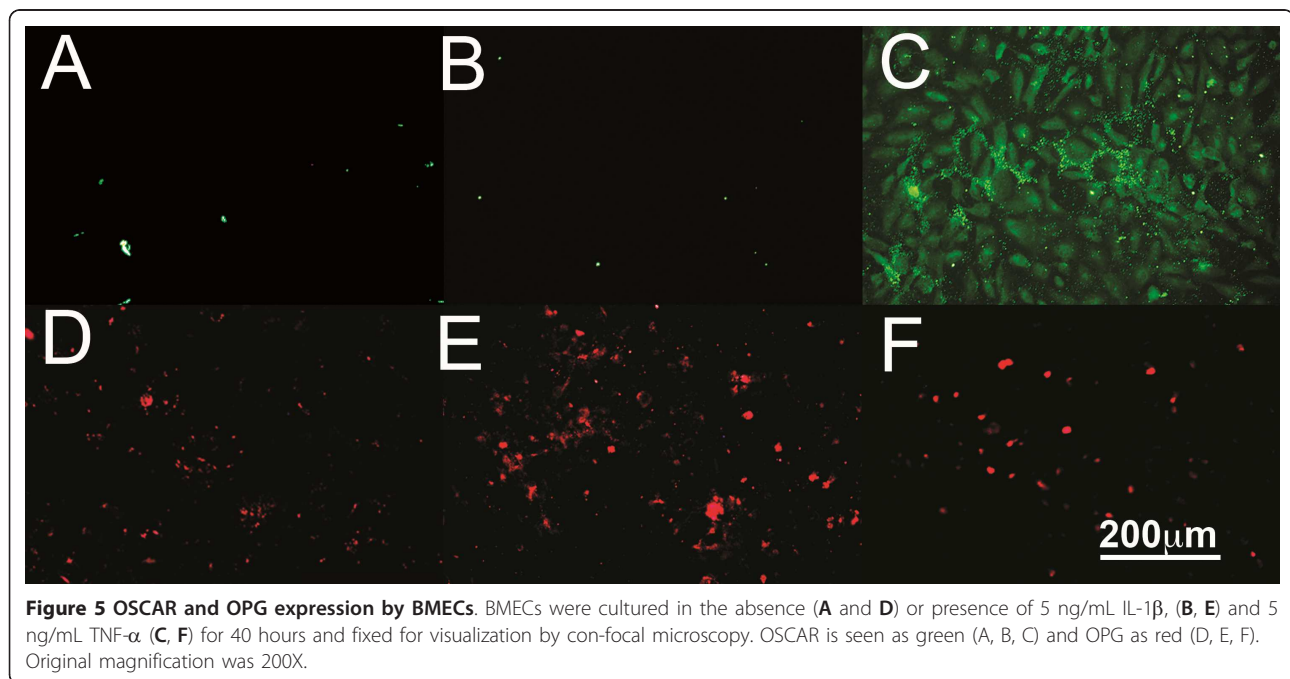 A
B
C
D
E
F
200μm
Figure 5 OSCAR and OPG expression by BMECs. BMECs were cultured in the absence (A and D) or presence of 5 ng/mL IL-1β, (B, E) and 5
ng/mL TNF-α (C, F) for 40 hours and fixed for visualization by con-focal microscopy. OSCAR is seen as green (A, B, C) and OPG as red (D, E, F).
Original magnification was 200X.